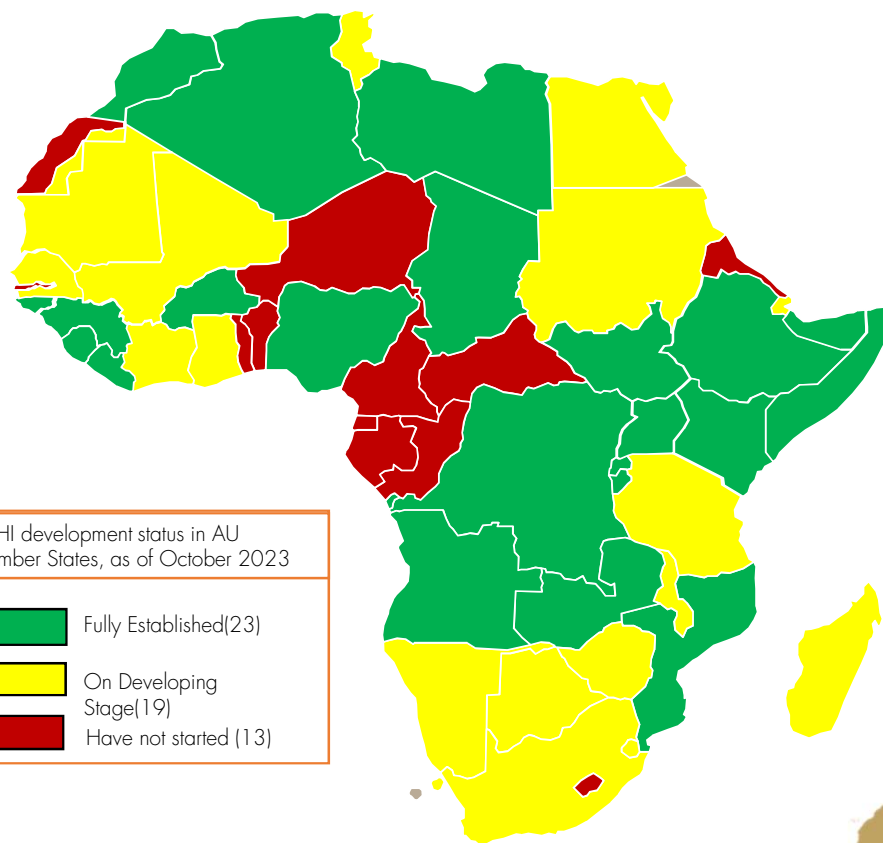 HI development status in AU
mber States, as of October 2023
Fully Established(23)
On Developing
Stage(19)
Have not started (13)